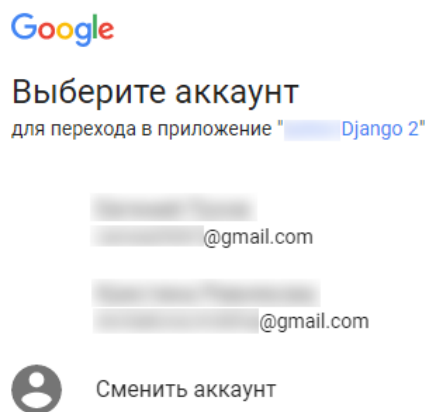 Google
Выберите аккаунт
для перехода в приложение " Django 2"
@gmail.com
@gmail.com
Сменить аккаунт